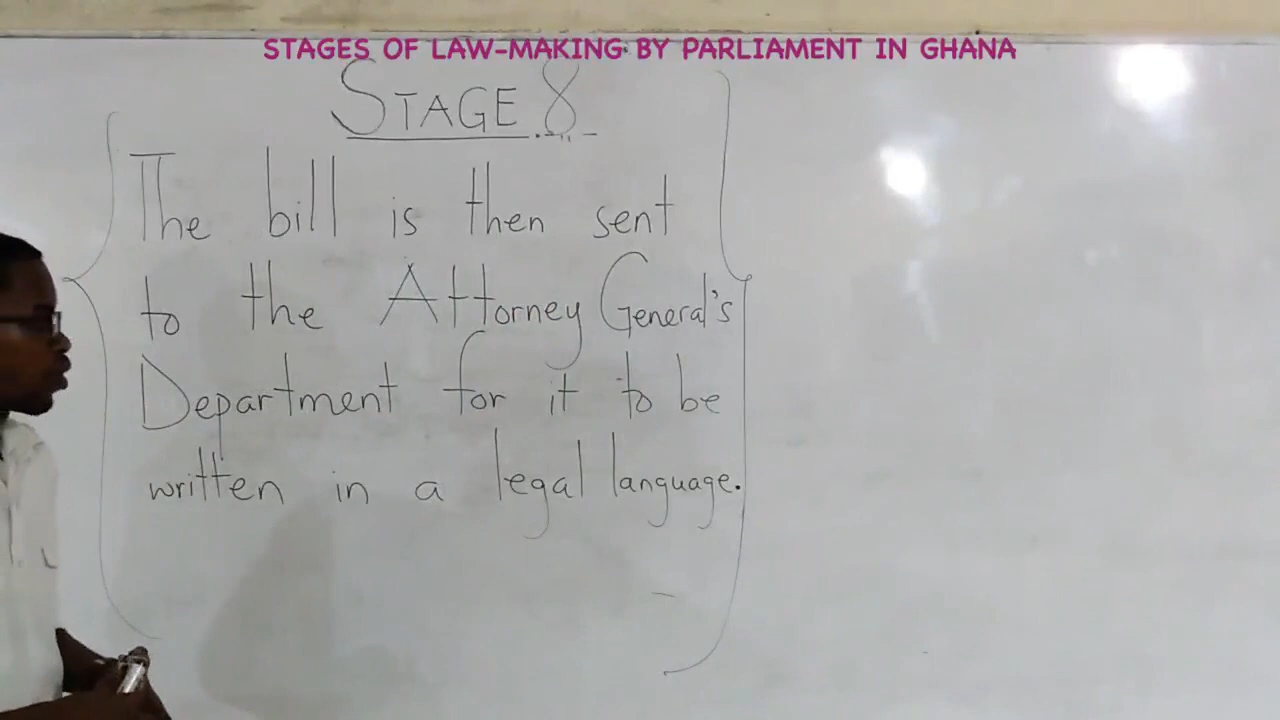 STAGES OF LAW-MAKING BY PARLIAMENT IN GHANA
STAGE 8
The bill is then sent
to the Attorney General's
Department for it to be
written in a legal language.